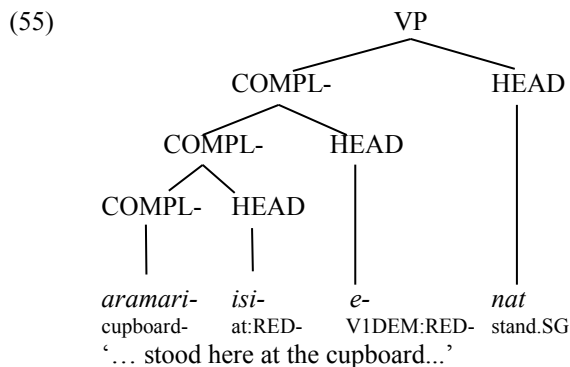 (55) VP
COMPL- HEAD
COMPL- HEAD
COMPL- HEAD
aramari- isi- e- nat
cupboard- at:RED- V1DEM:RED- stand.SG
‘… stood here at the cupboard...’